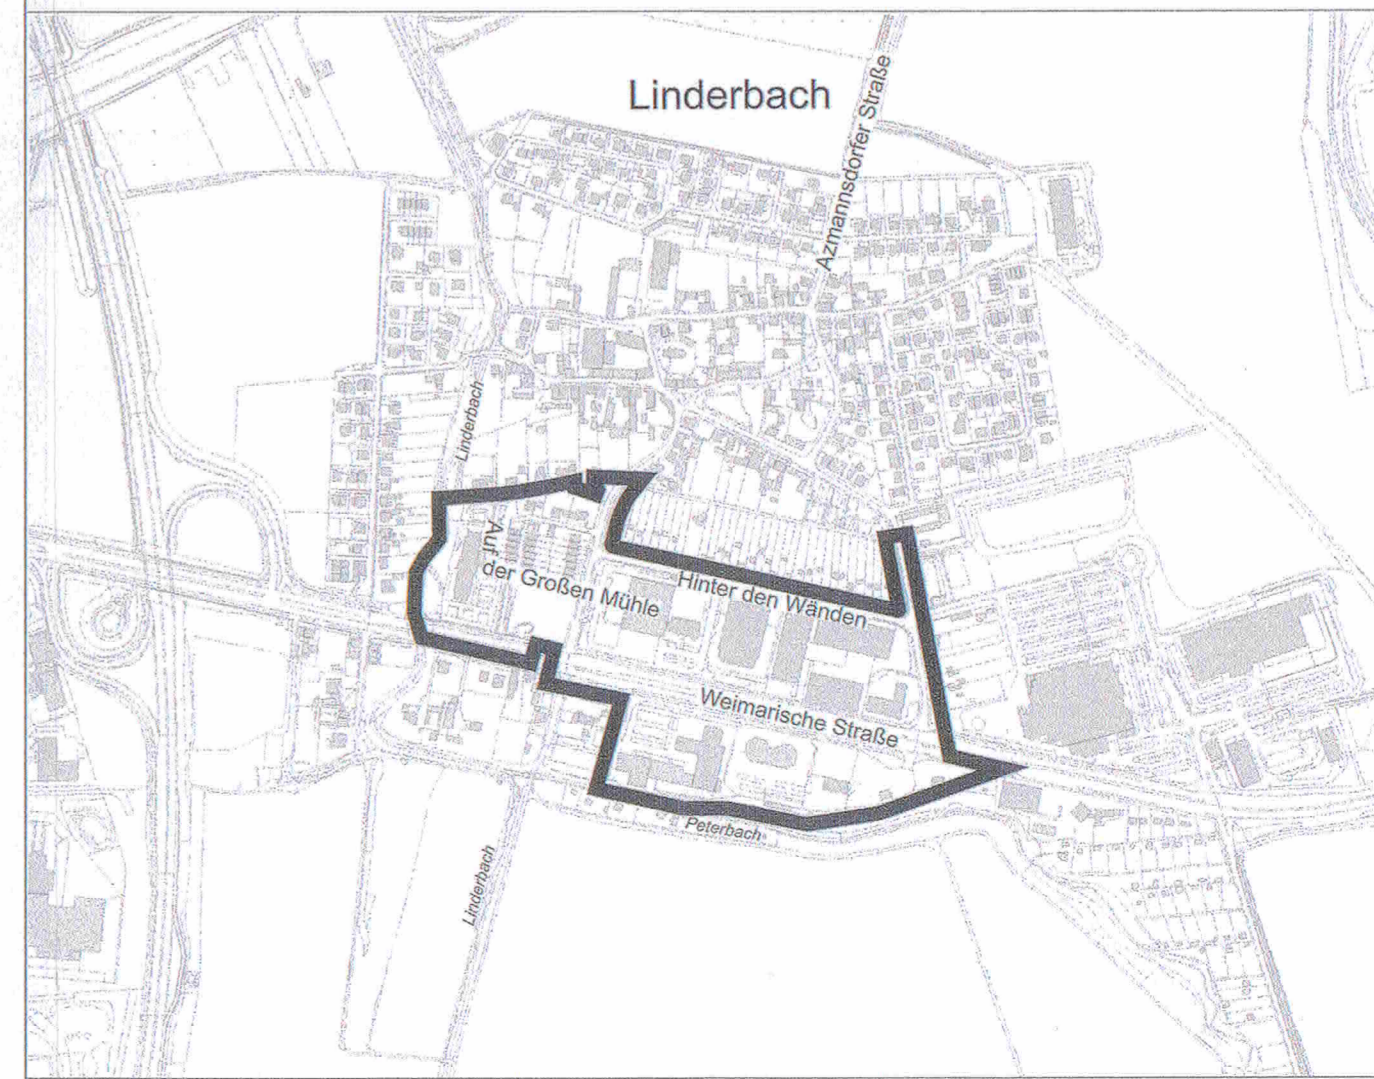 Linderbach
Azmannsdorfer Straße
Linderbach
Auf
der Großen Mühle
Hinter den Wänden
Weimarische Straße
Peterbach
Linderbach